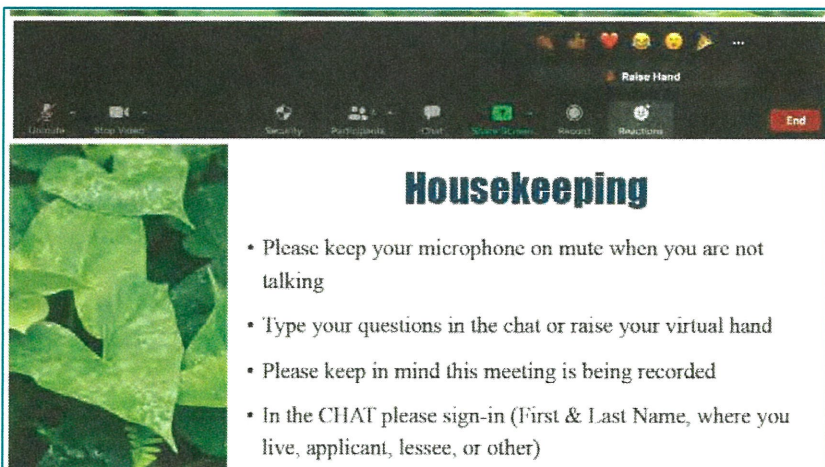 Raise Hand
Unmute Stop Video Security Participants Chat Share Screen Record Reactions End
Housekeeping
• Please keep your microphone on mute when you are not
talking
• Type your questions in the chat or raise your virtual hand
• Please keep in mind this meeting is being recorded
• In the CHAT please sign-in (First & Last Name, where you
live, applicant, lessee, or other)